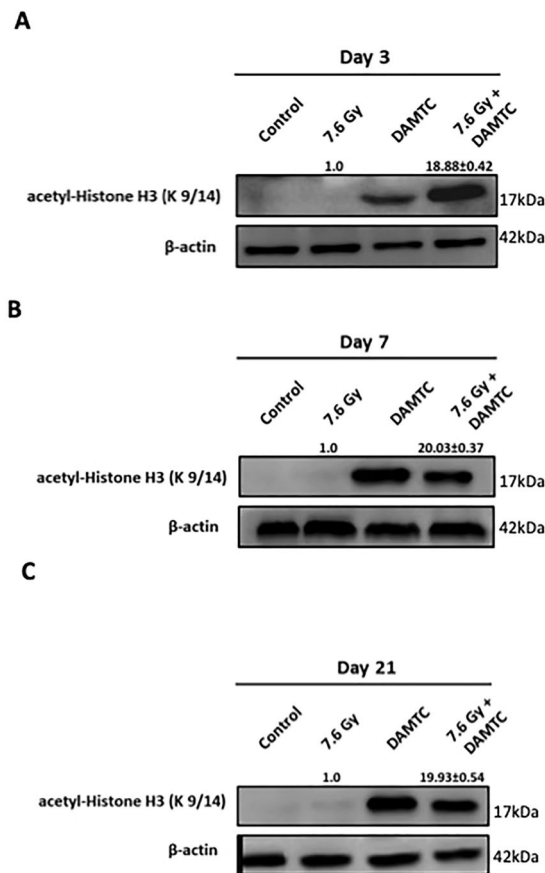 A
Day 3
Control
7.6 Gy
DAMTC
7.6 Gy +
DAMTC
1.0
18.88±0.42
acetyl-Histone H3 (K 9/14)
17kDa
β-actin
42kDa
B
Day 7
Control
7.6 Gy
DAMTC
7.6 Gy +
DAMTC
1.0
20.03±0.37
acetyl-Histone H3 (K 9/14)
17kDa
β-actin
42kDa
C
Day 21
Control
7.6 Gy
DAMTC
7.6 Gy +
DAMTC
1.0
19.93±0.54
acetyl-Histone H3 (K 9/14)
17kDa
β-actin
42kDa